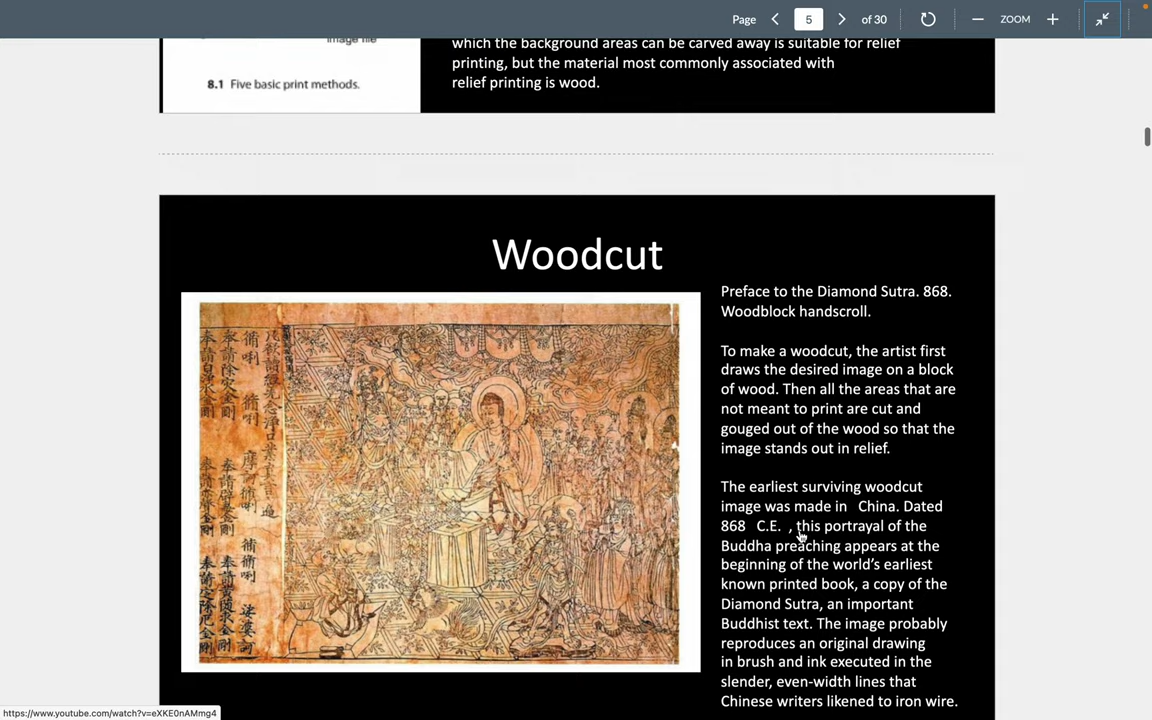 Page
5
of 30
ZOOM
image file
8.1 Five basic print methods.
which the background areas can be carved away is suitable for relief
printing, but the material most commonly associated with
relief printing is wood.
Woodcut
Preface to the Diamond Sutra. 868.
Woodblock handscroll.
To make a woodcut, the artist first
draws the desired image on a block
of wood. Then all the areas that are
not meant to print are cut and
gouged out of the wood so that the
image stands out in relief.
The earliest surviving woodcut
image was made in China. Dated
868 C.E. , this portrayal of the
Buddha preaching appears at the
beginning of the world’s earliest
known printed book, a copy of the
Diamond Sutra, an important
Buddhist text. The image probably
reproduces an original drawing
in brush and ink executed in the
slender, even-width lines that
Chinese writers likened to iron wire.
https://www.youtube.com/watch?v=eXKE0nAMmg4